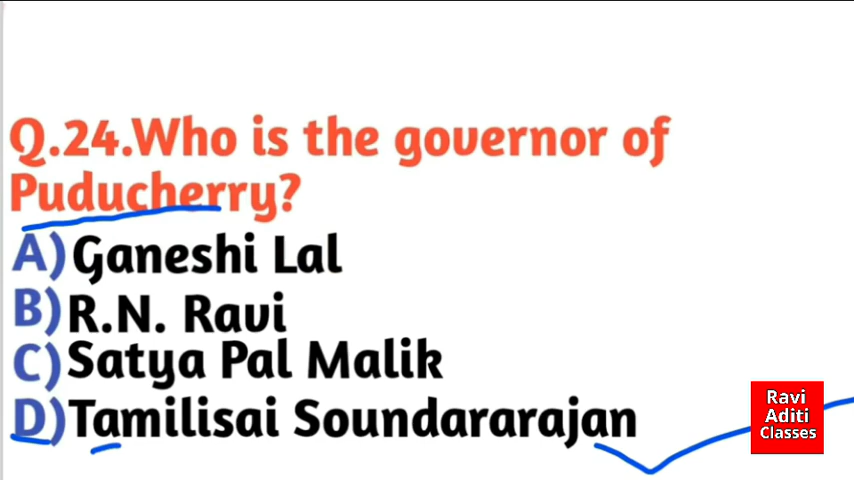 Q.24.Who is the governor of
Puducherry?
A)Ganeshi Lal
B)R.N. Ravi
C)Satya Pal Malik
D)Tamilisai Soundararajan
Ravi
Aditi
Classes